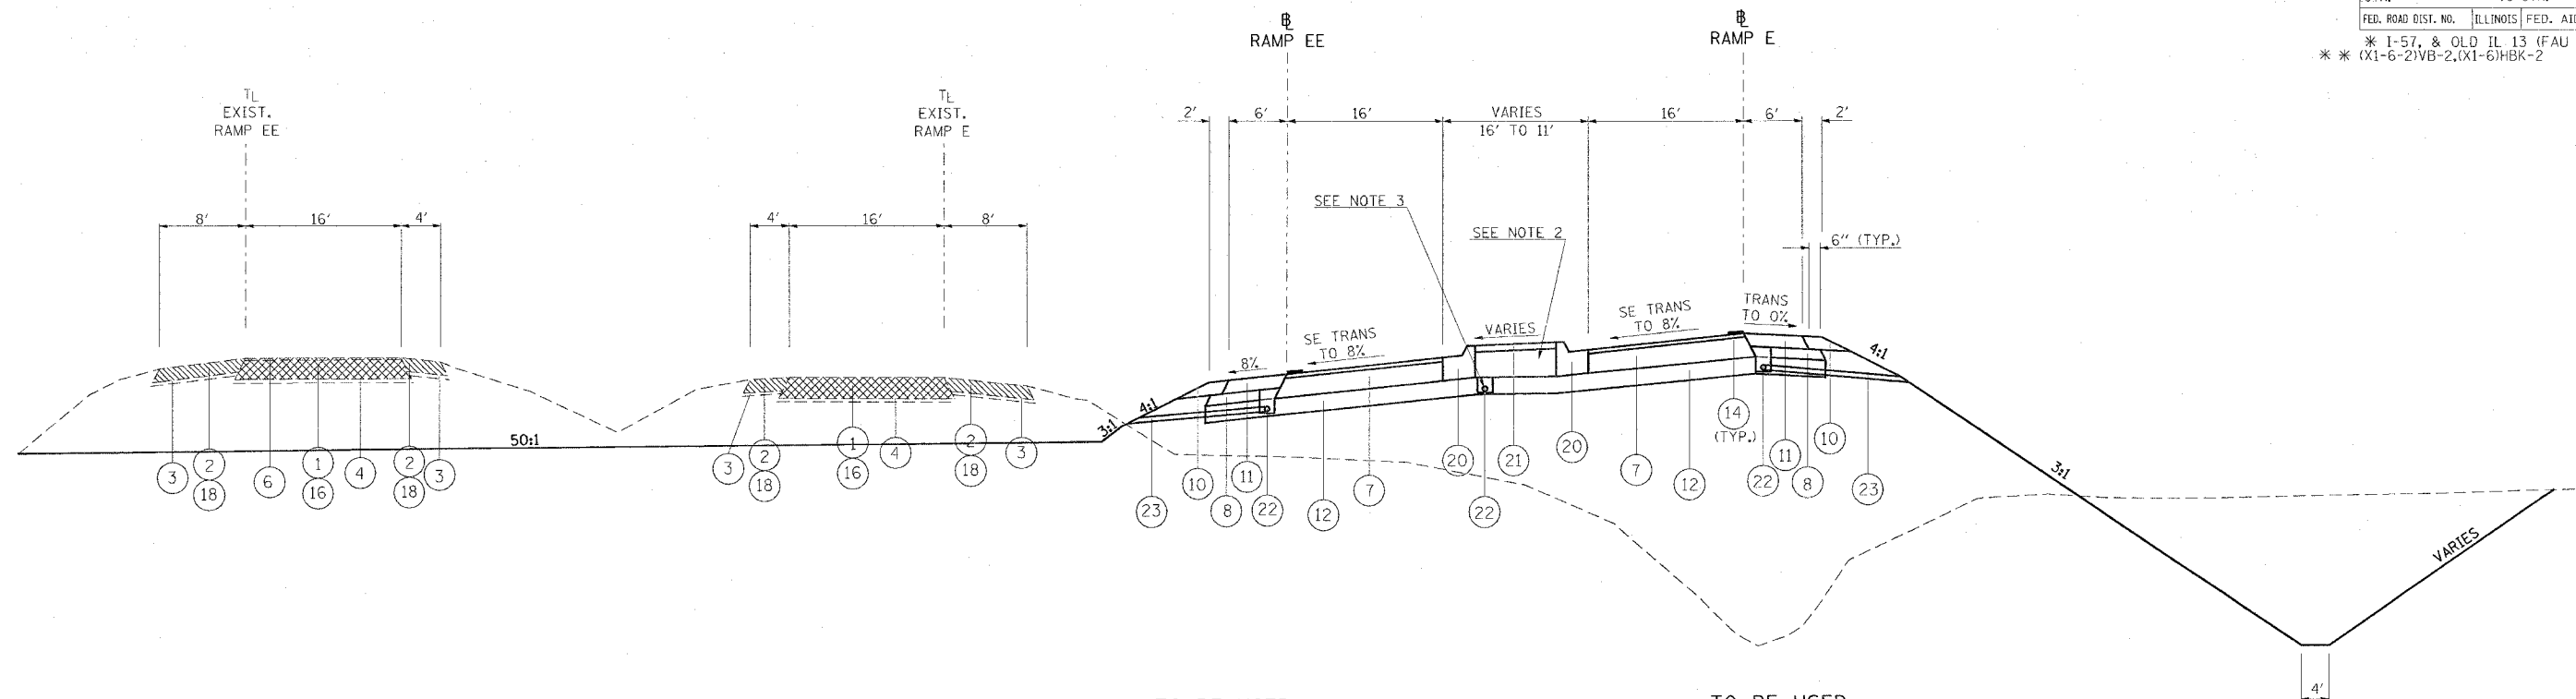 FED. ROAD DIST. NO. ILLINOIS FED. AI
* I-57, & OLD IL 13 (FAU
* * (X1-6-2)VB-2,(X1-6)HBK-2
℄
RAMP EE
℄
RAMP E
TL
EXIST.
RAMP EE
TL
EXIST.
RAMP E
2' 6' 16' VARIES 16' 6' 2'
16' TO 11'
8' 16' 4'
4' 16' 8'
SEE NOTE 3
SEE NOTE 2
6" (TYP.)
SE TRANS
TO 8%
TRANS
TO 0%
VARIES
SE TRANS
TO 8%
8%
4:1
4:1
3:1
50:1
3:1
VARIES
3 2 6 1 4 2 3
18 16 18
3 2 1 4 2 3
18 16 18
23 10 8 11 22 12 7 20 22 21 20 7 12 14 22 11 8 10 23
(TYP.)
TO BE USED
4'